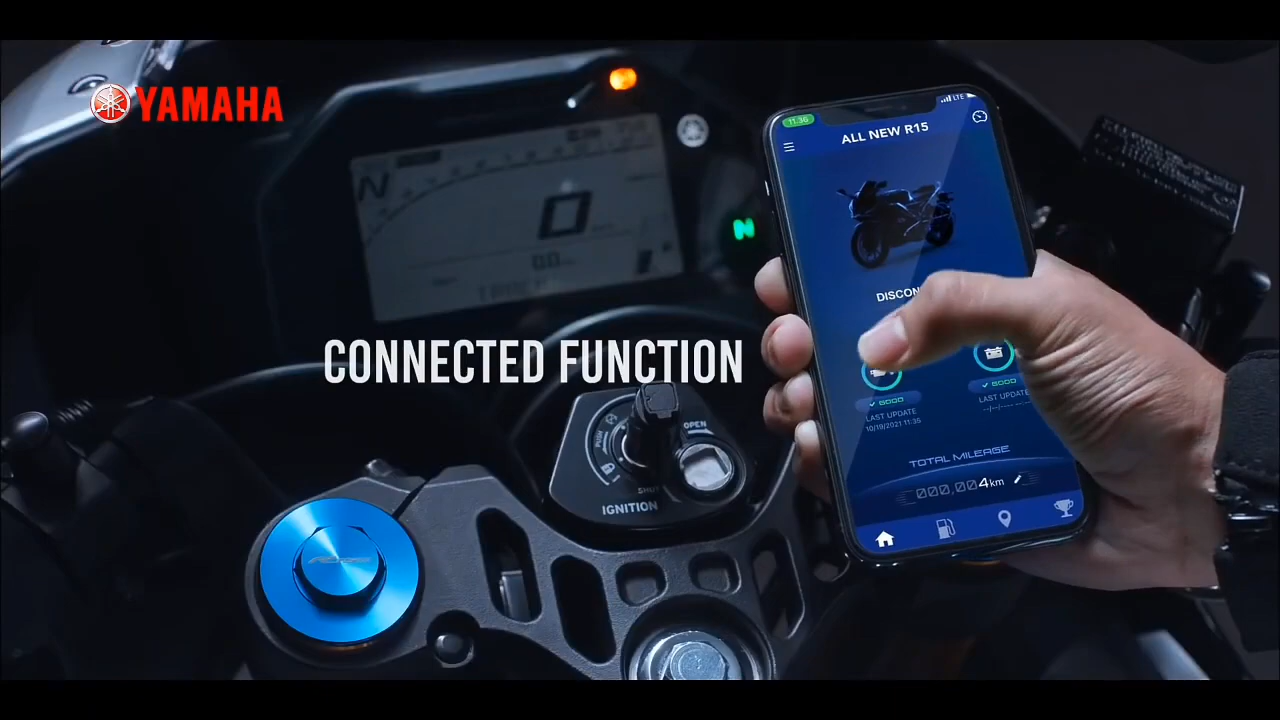 YAMAHA
CONNECTED FUNCTION
N
0
N
PUSH
OPEN
IGNITION
11.36
LTE
ALL NEW R15
DISCON
GOOD
LAST UPDATE
10/19/2021 11:35
GOOD
LAST UPDATE
--/--/----
TOTAL MILEAGE
000,004km